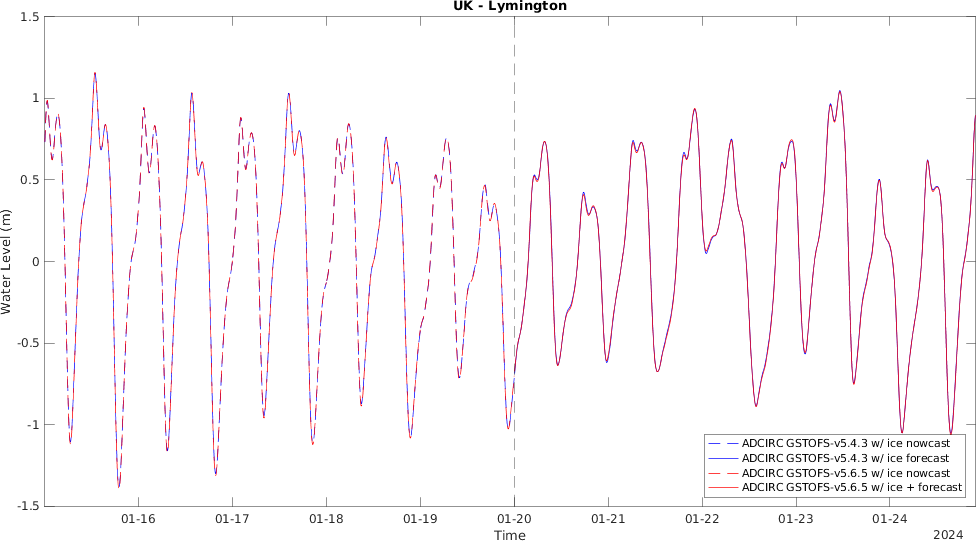 UK - Lymington
1.5
1
0.5
0
-0.5
-1
-1.5
Water Level (m)
01-16
01-17
01-18
01-19
01-20
01-21
01-22
01-23
01-24
Time
2024
ADCIRC GSTOFS-v5.4.3 w/ ice nowcast
ADCIRC GSTOFS-v5.4.3 w/ ice forecast
ADCIRC GSTOFS-v5.6.5 w/ ice nowcast
ADCIRC GSTOFS-v5.6.5 w/ ice + forecast